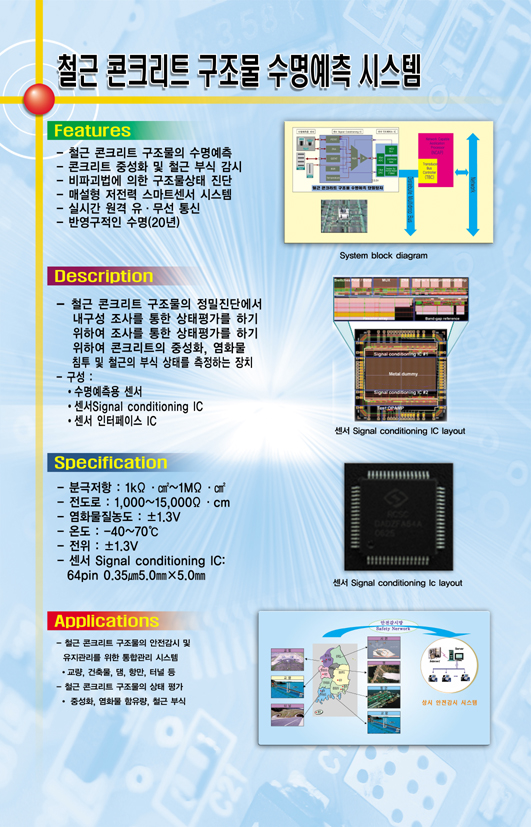 철근 콘크리트 구조물 수명예측 시스템
Features
- 철근 콘크리트 구조물의 수명예측
- 콘크리트 중성화 및 철근 부식 감시
- 비파괴법에 의한 구조물상태 진단
- 매설형 저전력 스마트센서 시스템
- 실시간 원격 유·무선 통신
- 반영구적인 수명(20년)
철근 콘크리트 구조물 수명예측 전원장치
System block diagram
Description
- 철근 콘크리트 구조물의 정밀진단에서
내구성 조사를 통한 상태평가를 하기
위하여 조사를 통한 상태평가를 하기
위하여 콘크리트의 중성화, 염화물
침투 및 철근의 부식 상태를 측정하는 장치
- 구성 :
• 수명예측용 센서
• 센서Signal conditioning IC
• 센서 인터페이스 IC
Band-gap reference
Signal conditioning IC #1
Metal dummy
Signal conditioning IC #2
Test OPAMP
센서 Signal conditioning IC layout
Specification
- 분극저항 : 1kΩ·㎠~1MΩ·㎠
- 전도로 : 1,000~15,000Ω·cm
- 염화물질농도 : ±1.3V
- 온도 : -40~70℃
- 전위 : ±1.3V
- 센서 Signal conditioning IC:
64pin 0.35㎛5.0㎜×5.0㎜
센서 Signal conditioning Ic layout
Applications
- 철근 콘크리트 구조물의 안전감시 및
유지관리를 위한 통합관리 시스템
• 교량, 건축물, 댐, 항만, 터널 등
- 철근 콘크리트 구조물의 상태 평가
• 중성화, 염화물 함유량, 철근 부식
안전감시망
Safety Network
상시 안전감시 시스템